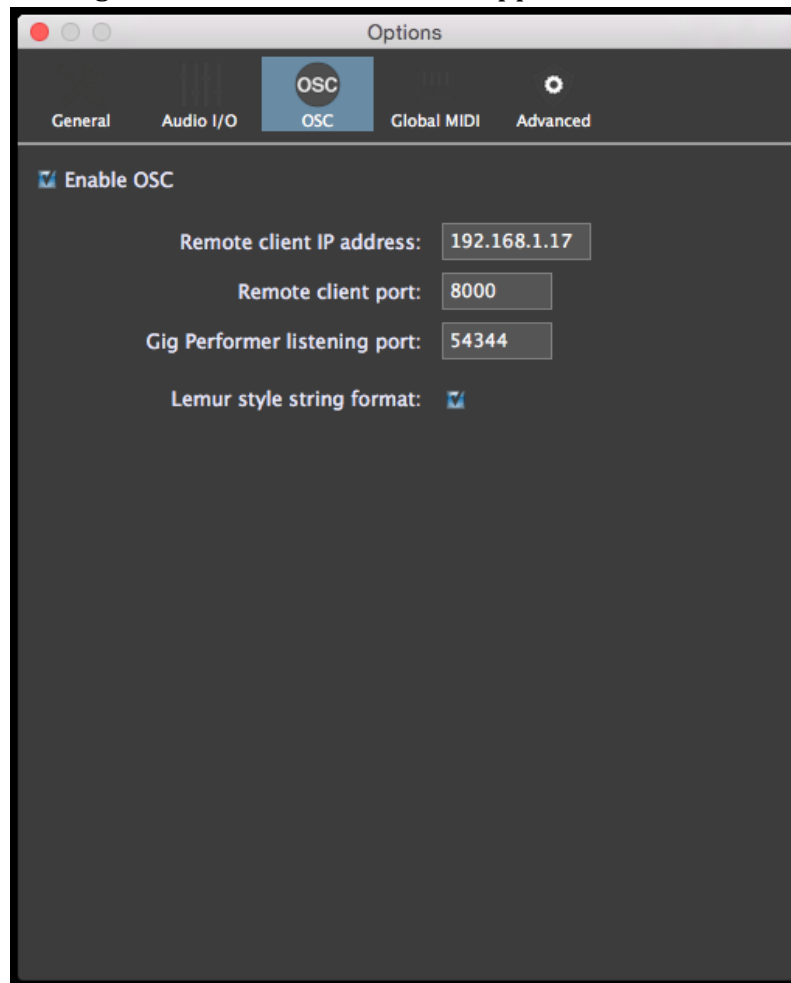 Options
OSC
General Audio I/O OSC Global MIDI Advanced
Enable OSC
Remote client IP address: 192.168.1.17
Remote client port: 8000
Gig Performer listening port: 54344
Lemur style string format: